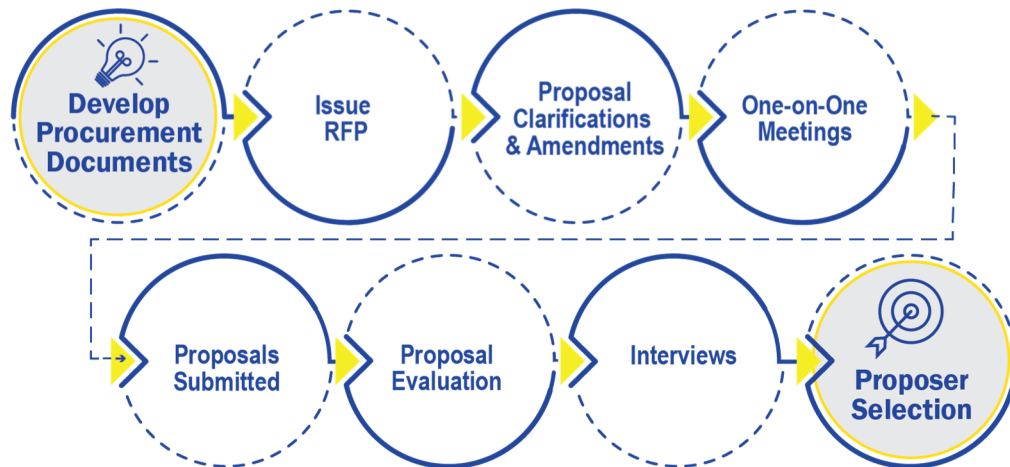 Develop
Procurement
Documents
Issue
RFP
Proposal
Clarifications
& Amendments
One-on-One
Meetings
Proposals
Submitted
Proposal
Evaluation
Interviews
Proposer
Selection